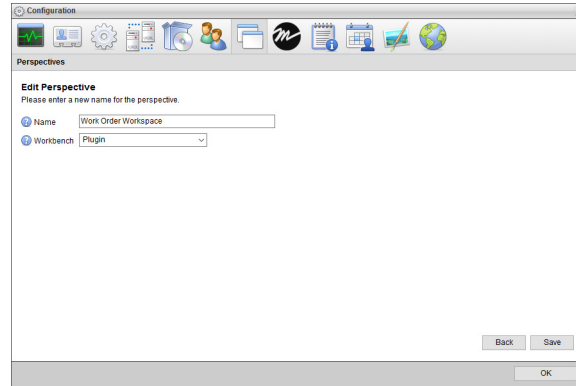 Configuration
Perspectives
Edit Perspective
Please enter a new name for the perspective.
Name Work Order Workspace
Workbench Plugin
Back Save
OK